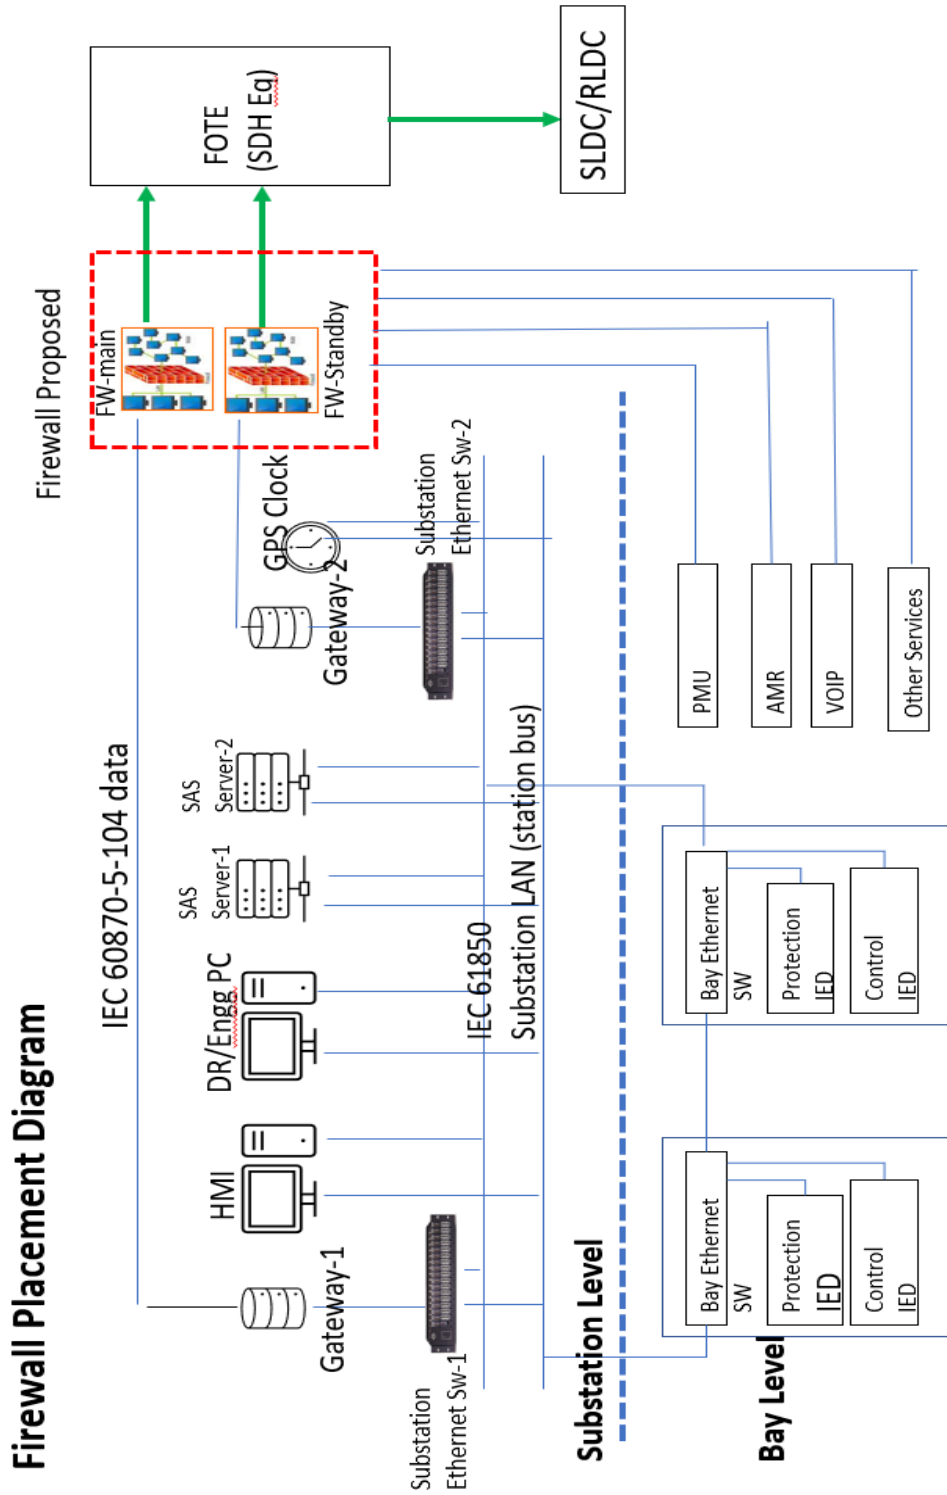 Firewall Placement Diagram
Firewall Proposed
IEC 60870-5-104 data
FW-main
FW-Standby
FOTE
(SDH Eq)
SLDC/RLDC
Gateway-1
HMI
DR/Engg PC
SAS
Server-1
SAS
Server-2
Gateway-2
GPS Clock
Substation
Ethernet Sw-1
Substation
Ethernet Sw-2
IEC 61850
Substation LAN (station bus)
Substation Level
Bay Level
Bay Ethernet
SW
Protection
IED
Control
IED
Bay Ethernet
SW
Protection
IED
Control
IED
PMU
AMR
VOIP
Other Services